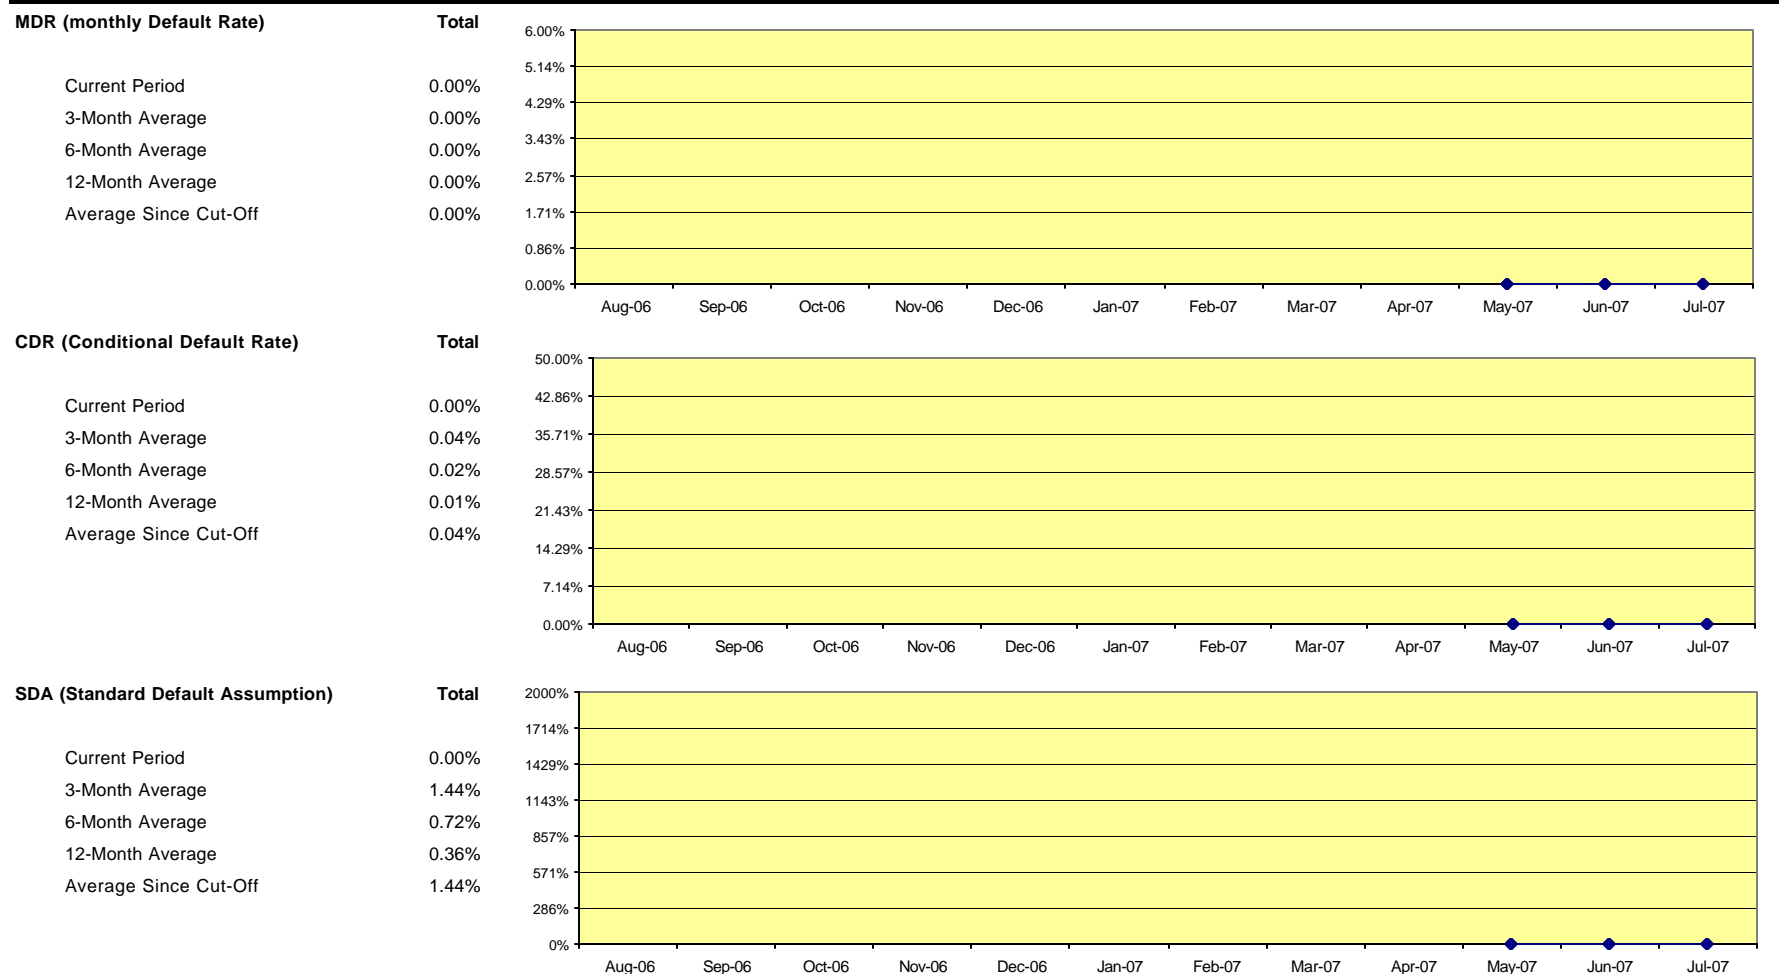 MDR (monthly Default Rate) Total
Current Period 0.00%
3-Month Average 0.00%
6-Month Average 0.00%
12-Month Average 0.00%
Average Since Cut-Off 0.00%
6.00%
5.14%
4.29%
3.43%
2.57%
1.71%
0.86%
0.00%
Aug-06 Sep-06 Oct-06 Nov-06 Dec-06 Jan-07 Feb-07 Mar-07 Apr-07 May-07 Jun-07 Jul-07
CDR (Conditional Default Rate) Total
Current Period 0.00%
3-Month Average 0.04%
6-Month Average 0.02%
12-Month Average 0.01%
Average Since Cut-Off 0.04%
50.00%
42.86%
35.71%
28.57%
21.43%
14.29%
7.14%
0.00%
Aug-06 Sep-06 Oct-06 Nov-06 Dec-06 Jan-07 Feb-07 Mar-07 Apr-07 May-07 Jun-07 Jul-07
SDA (Standard Default Assumption) Total
Current Period 0.00%
3-Month Average 1.44%
6-Month Average 0.72%
12-Month Average 0.36%
Average Since Cut-Off 1.44%
2000%
1714%
1429%
1143%
857%
571%
286%
0%
Aug-06 Sep-06 Oct-06 Nov-06 Dec-06 Jan-07 Feb-07 Mar-07 Apr-07 May-07 Jun-07 Jul-07